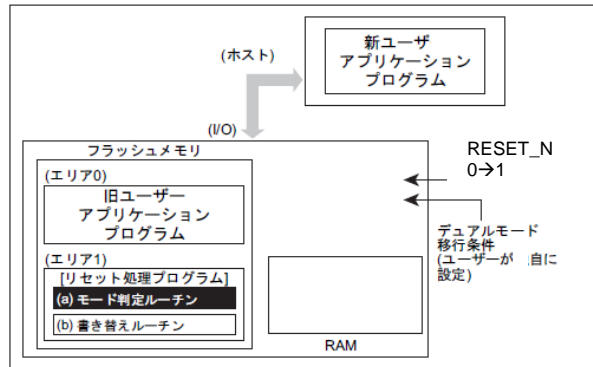 (ホスト)
新ユーザ
アプリケーション
プログラム
(I/O)
フラッシュメモリ
(エリア0)
旧ユーザー
アプリケーション
プログラム
(エリア1)
[リセット処理プログラム]
(a) モード判定ルーチン
(b) 書き替えルーチン
RAM
RESET_N
0→1
デュアルモード
移行条件
(ユーザーが 自に
設定)